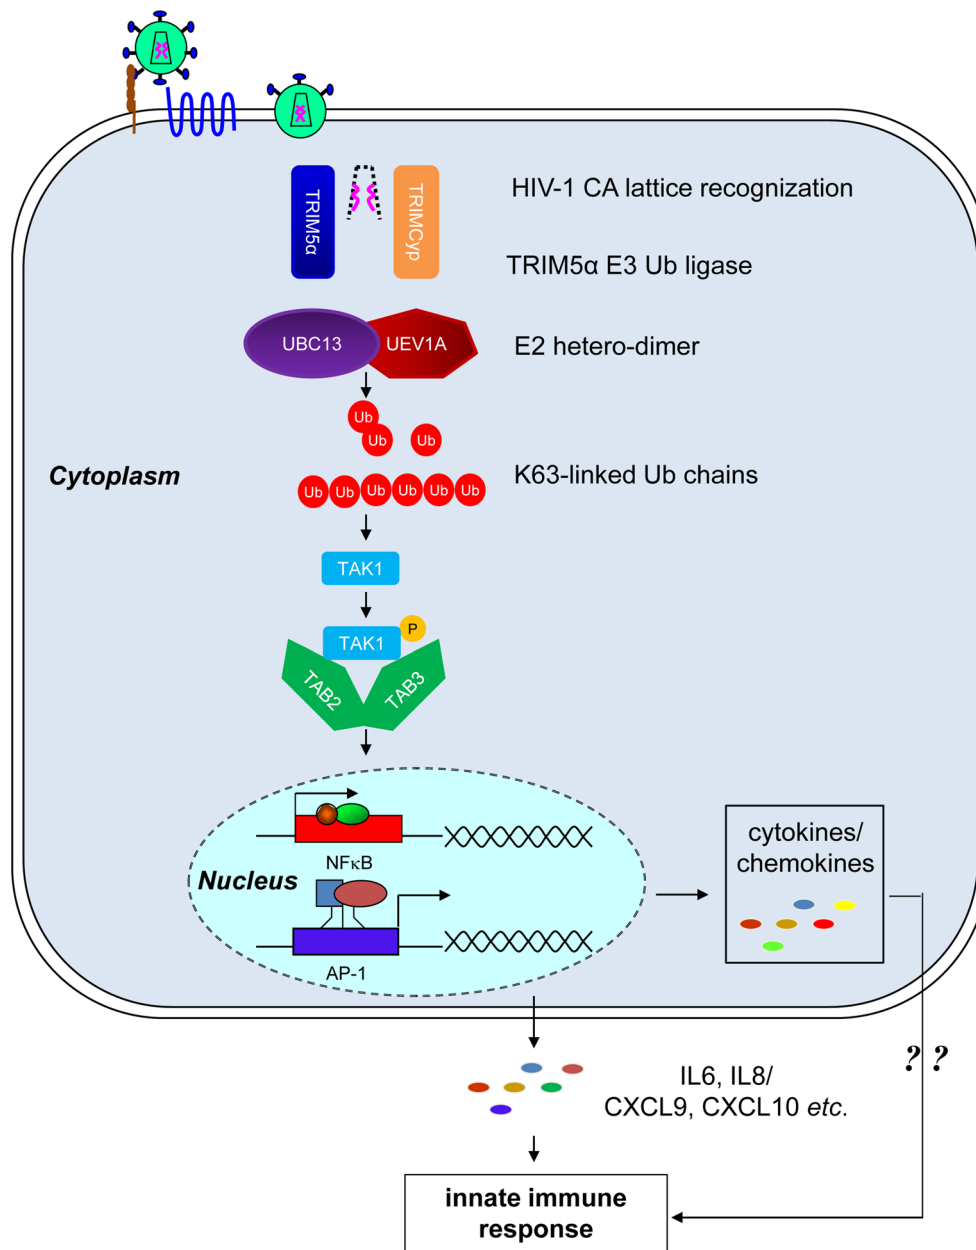 TRIM5α
TRIMCyp
HIV-1 CA lattice recognization
TRIM5α E3 Ub ligase
UBC13
UEV1A
E2 hetero-dimer
Ub
Ub
Ub
Cytoplasm
K63-linked Ub chains
Ub Ub Ub Ub Ub Ub
TAK1
P
TAK1
TAB2
TAB3
cytokines/
chemokines
NFκB
Nucleus
AP-1
? ?
IL6, IL8/
CXCL9, CXCL10 etc.
innate immune
response